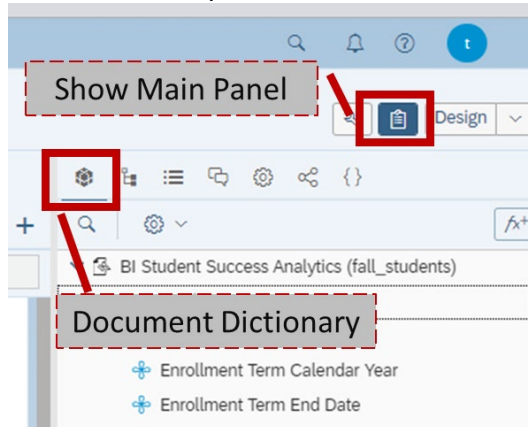 t
Show Main Panel
Design
{}
+
fx+
BI Student Success Analytics (fall_students)
Document Dictionary
Enrollment Term Calendar Year
Enrollment Term End Date